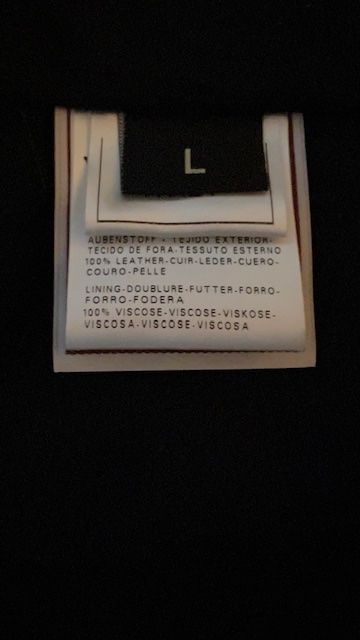 L
AUßENSTOFF - TEJIDO EXTERIOR-
TECIDO DE FORA-TESSUTO ESTERNO
100% LEATHER-CUIR-LEDER-CUERO-
COURO-PELLE
LINING-DOUBLURE-FUTTER-FORRO-
FORRO-FODERA
100% VISCOSE-VISCOSE-VISKOSE-
VISCOSA-VISCOSE-VISCOSA